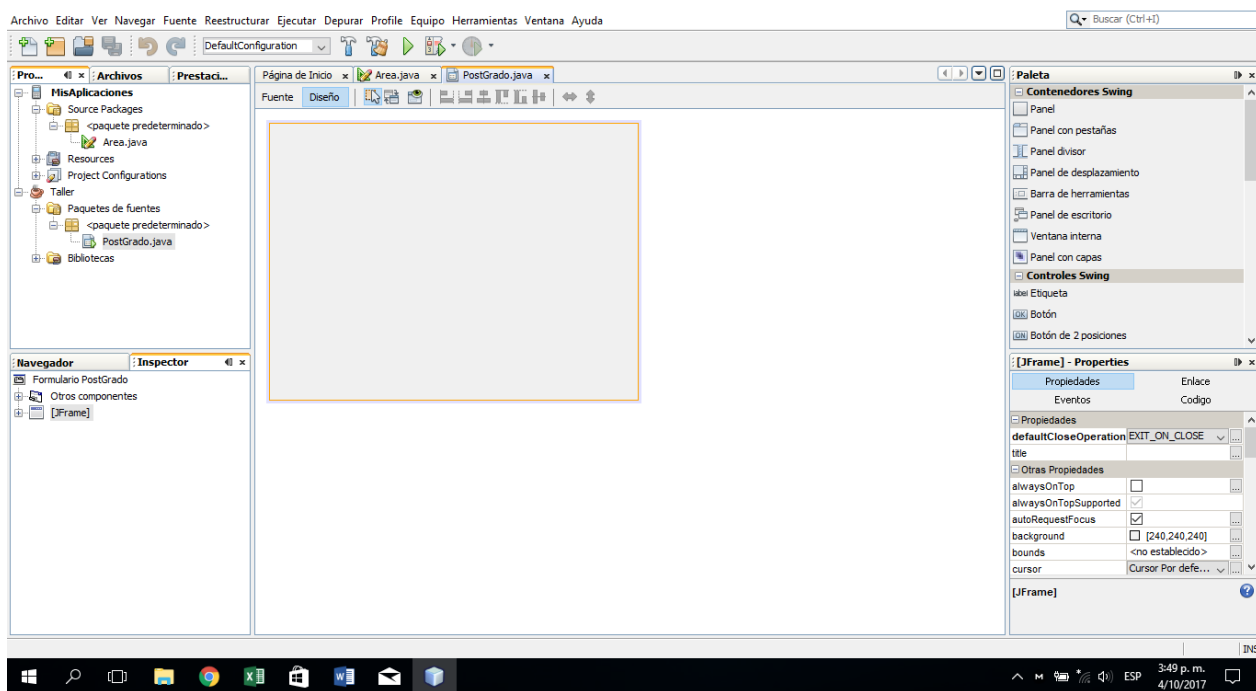 Archivo Editar Ver Navegar Fuente Reestructurar Ejecutar Depurar Profile Equipo Herramientas Ventana Ayuda
Buscar (Ctrl+I)
DefaultConfiguration
Pro... Archivos Prestaci...
MisAplicaciones
Source Packages
<paquete predeterminado>
Area.java
Resources
Project Configurations
Taller
Paquetes de fuentes
<paquete predeterminado>
PostGrado.java
Bibliotecas
Navegador Inspector
Formulario PostGrado
Otros componentes
[JFrame]
Página de Inicio Area.java PostGrado.java
Fuente Diseño
Paleta
Contenedores Swing
Panel
Panel con pestañas
Panel divisor
Panel de desplazamiento
Barra de herramientas
Panel de escritorio
Ventana interna
Panel con capas
Controles Swing
label Etiqueta
OK Botón
ON Botón de 2 posiciones
[JFrame] - Properties
Propiedades Enlace
Eventos Codigo
Propiedades
defaultCloseOperation EXIT_ON_CLOSE
title
Otras Propiedades
alwaysOnTop
alwaysOnTopSupported
autoRequestFocus
background [240,240,240]
bounds <no establecido>
cursor Cursor Por defe...
[JFrame]
INS
ESP
3:49 p. m.
4/10/2017